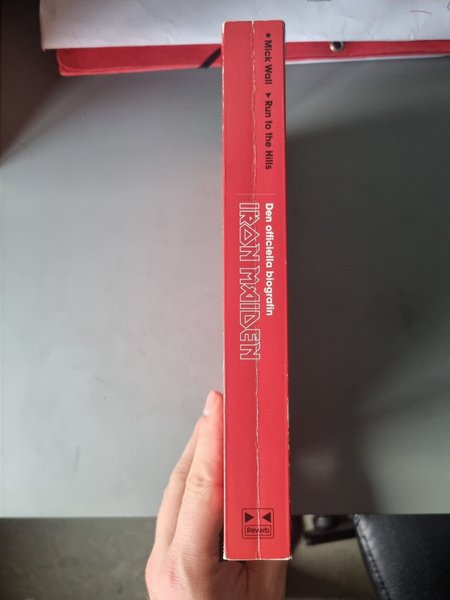 • Mick Wall ▸ Run to the Hills
Den officiella biografin
IRON MAIDEN
Reverb